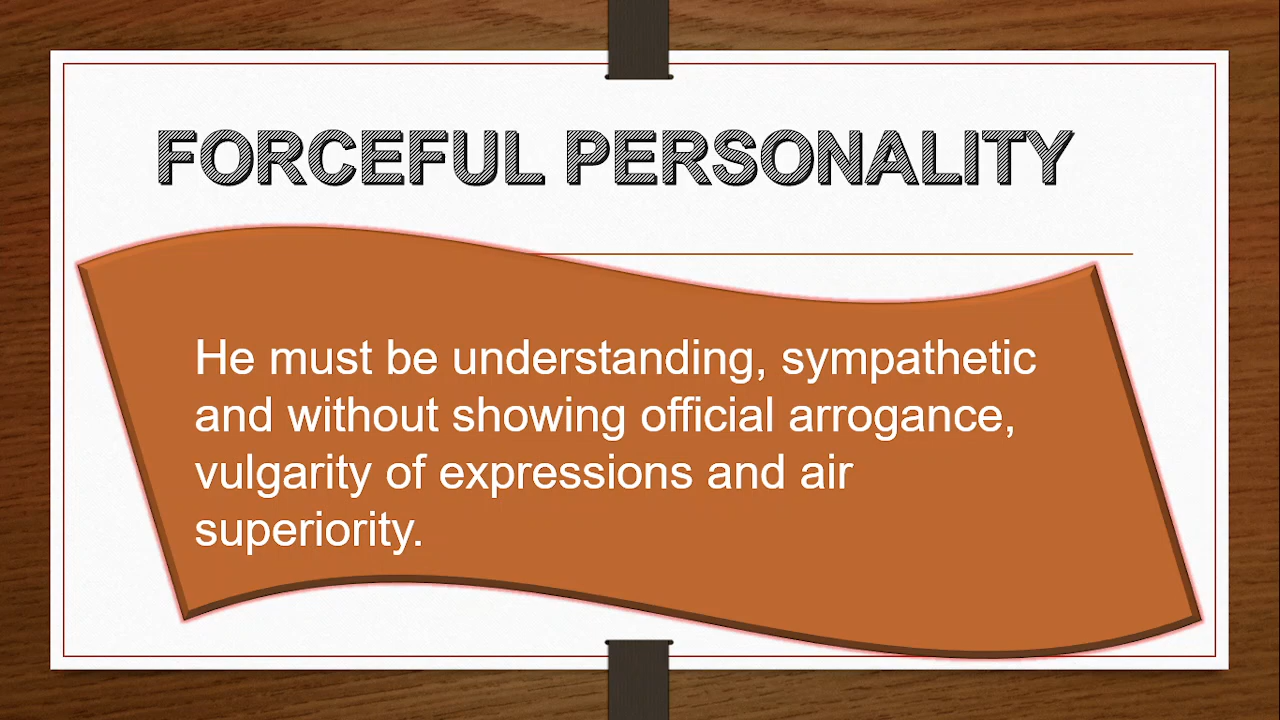 FORCEFUL PERSONALITY
He must be understanding, sympathetic
and without showing official arrogance,
vulgarity of expressions and air
superiority.